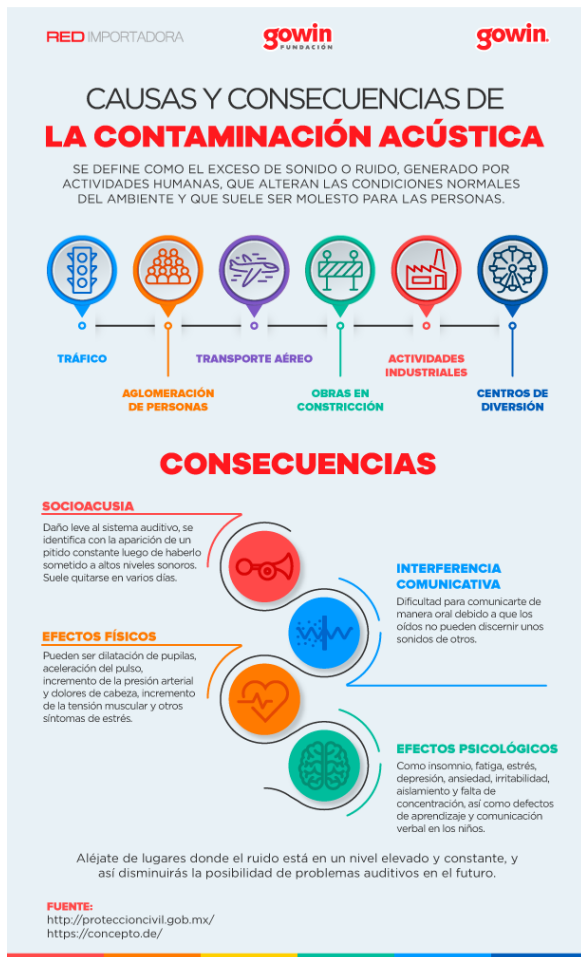 RED IMPORTADORA
gowin
FUNDACIÓN
gowin.
CAUSAS Y CONSECUENCIAS DE
LA CONTAMINACIÓN ACÚSTICA
SE DEFINE COMO EL EXCESO DE SONIDO O RUIDO, GENERADO POR
ACTIVIDADES HUMANAS, QUE ALTERAN LAS CONDICIONES NORMALES
DEL AMBIENTE Y QUE SUELE SER MOLESTO PARA LAS PERSONAS.
TRÁFICO
AGLOMERACIÓN
DE PERSONAS
TRANSPORTE AÉREO
OBRAS EN
CONSTRICCIÓN
ACTIVIDADES
INDUSTRIALES
CENTROS DE
DIVERSIÓN
CONSECUENCIAS
SOCIOACUSIA
Daño leve al sistema auditivo, se
identifica con la aparición de un
pitido constante luego de haberlo
sometido a altos niveles sonoros.
Suele quitarse en varios días.
INTERFERENCIA
COMUNICATIVA
Dificultad para comunicarte de
manera oral debido a que los
oídos no pueden discernir unos
sonidos de otros.
EFECTOS FÍSICOS
Pueden ser dilatación de pupilas,
aceleración del pulso,
incremento de la presión arterial
y dolores de cabeza, incremento
de la tensión muscular y otros
síntomas de estrés.
EFECTOS PSICOLÓGICOS
Como insomnio, fatiga, estrés,
depresión, ansiedad, irritabilidad,
aislamiento y falta de
concentración, así como defectos
de aprendizaje y comunicación
verbal en los niños.
Aléjate de lugares donde el ruido está en un nivel elevado y constante, y
así disminuirás la posibilidad de problemas auditivos en el futuro.
FUENTE:
http://proteccioncivil.gob.mx/
https://concepto.de/